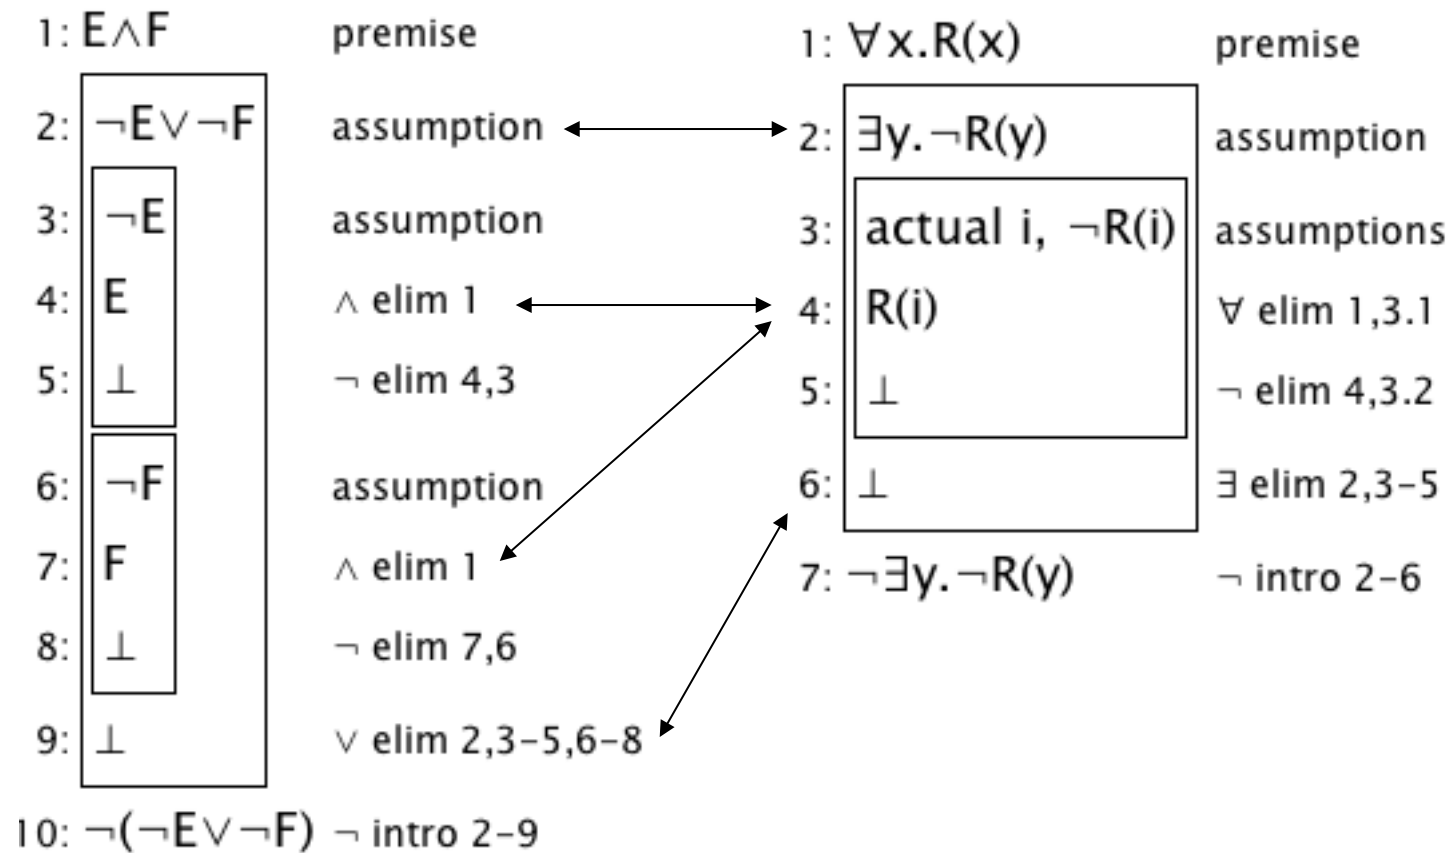 1: E∧F premise
2: ¬E∨¬F assumption
3: ¬E assumption
4: E ∧ elim 1
5: ⊥ ¬ elim 4,3
6: ¬F assumption
7: F ∧ elim 1
8: ⊥ ¬ elim 7,6
9: ⊥ ∨ elim 2,3-5,6-8
10: ¬(¬E∨¬F) ¬ intro 2-9
1: ∀x.R(x) premise
2: ∃y.¬R(y) assumption
3: actual i, ¬R(i) assumptions
4: R(i) ∀ elim 1,3.1
5: ⊥ ¬ elim 4,3.2
6: ⊥ ∃ elim 2,3-5
7: ¬∃y.¬R(y) ¬ intro 2-6